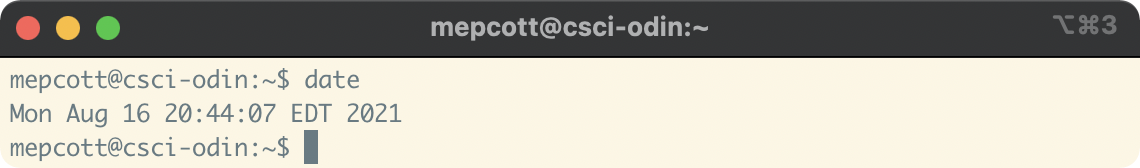 mepcott@csci-odin:~
⌥⌘3
mepcott@csci-odin:~$ date
Mon Aug 16 20:44:07 EDT 2021
mepcott@csci-odin:~$